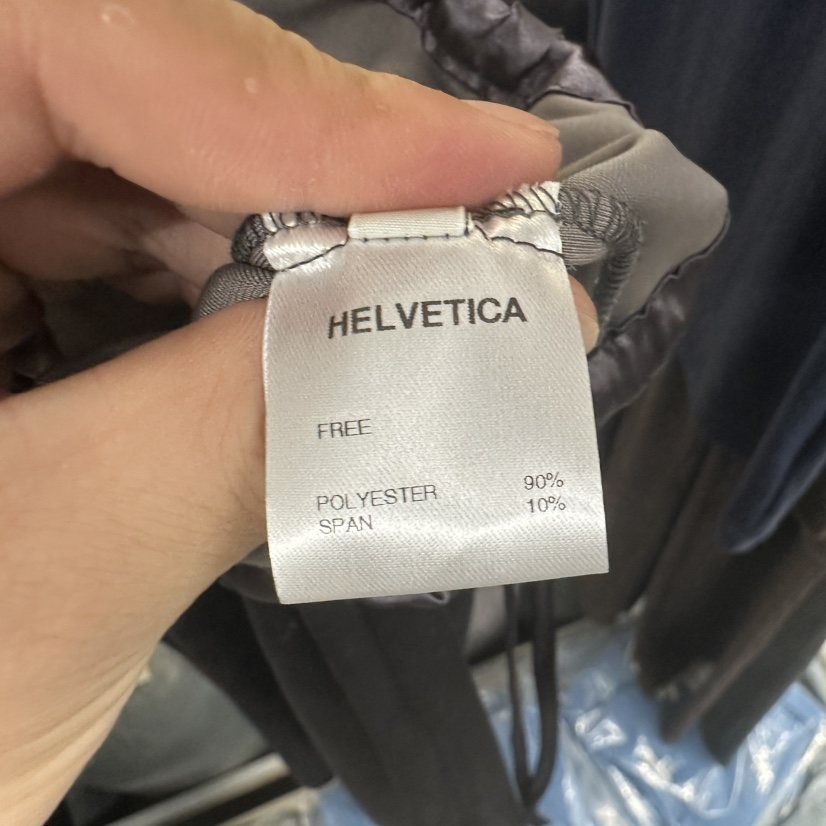 HELVETICA
FREE
POLYESTER 90%
SPAN 10%